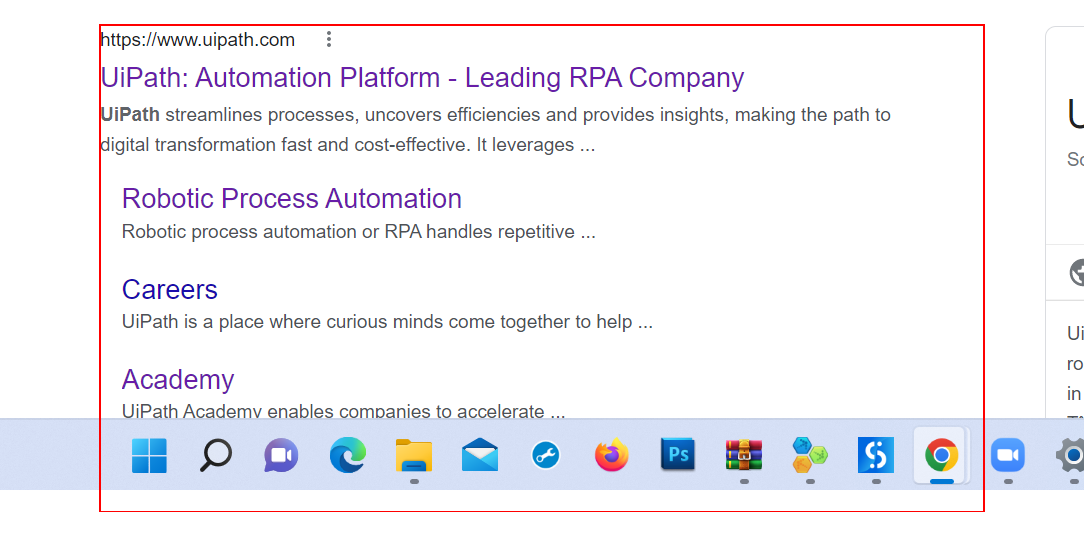 https://www.uipath.com
UiPath: Automation Platform - Leading RPA Company
UiPath streamlines processes, uncovers efficiencies and provides insights, making the path to
digital transformation fast and cost-effective. It leverages ...
Robotic Process Automation
Robotic process automation or RPA handles repetitive ...
Careers
UiPath is a place where curious minds come together to help ...
Academy
UiPath Academy enables companies to accelerate ...
Ps
U
Sc
Ui
ro
in